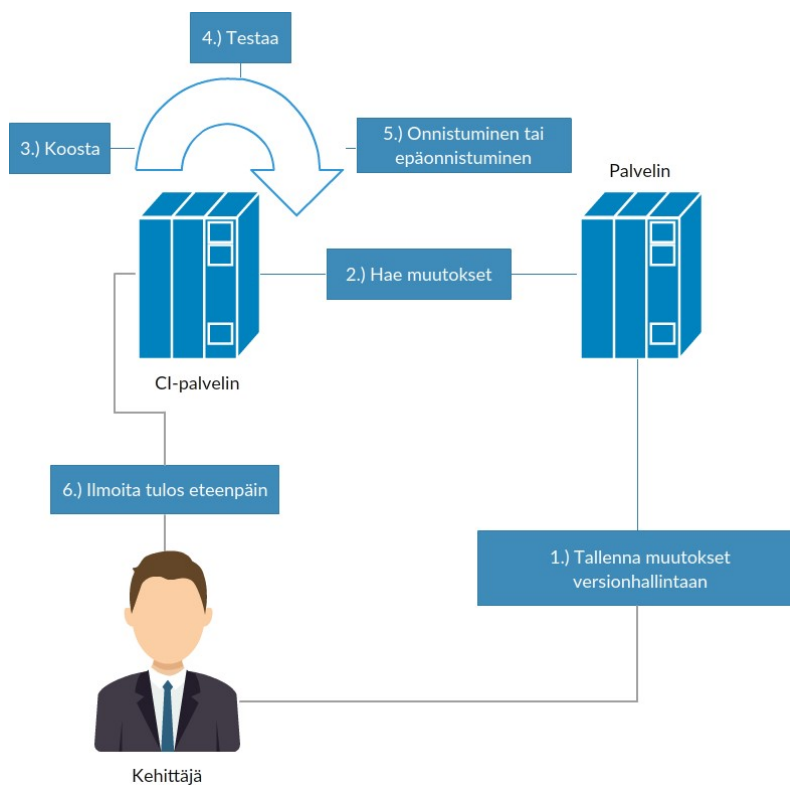 4.) Testaa
3.) Koosta
5.) Onnistuminen tai
epäonnistuminen
Palvelin
2.) Hae muutokset
CI-palvelin
6.) Ilmoita tulos eteenpäin
1.) Tallenna muutokset
versionhallintaan
Kehittäjä